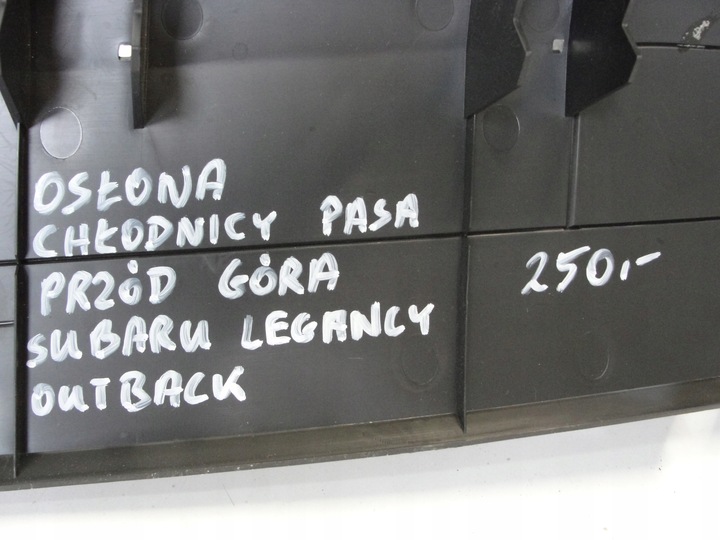 OSŁONA
CHŁODNICY PASA
PRZÓD GÓRA
SUBARU LEGANCY
OUTBACK
250,-